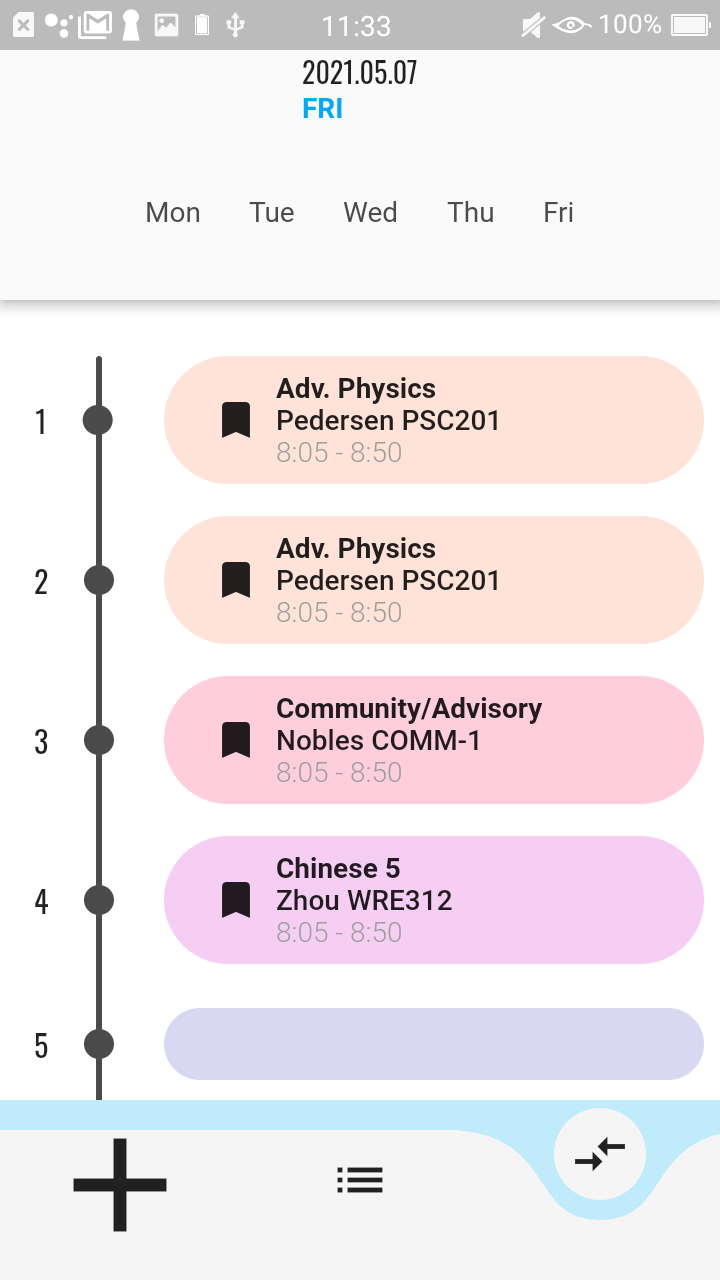 11:33
100%
2021.05.07
FRI
Mon Tue Wed Thu Fri
1
Adv. Physics
Pedersen PSC201
8:05 - 8:50
2
Adv. Physics
Pedersen PSC201
8:05 - 8:50
3
Community/Advisory
Nobles COMM-1
8:05 - 8:50
4
Chinese 5
Zhou WRE312
8:05 - 8:50
5